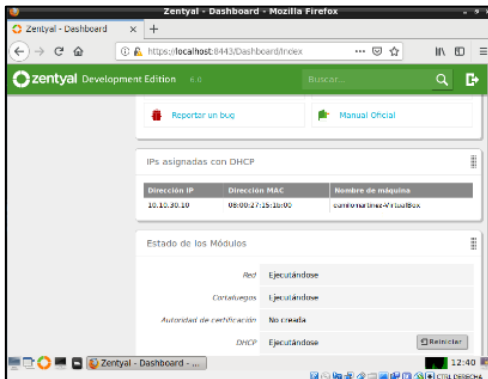 Zentyal - Dashboard - Mozilla Firefox
Zentyal - Dashboard
https://localhost:8443/Dashboard/Index
zentyal Development Edition 6.0
Buscar...
Reportar un bug
Manual Oficial
IPs asignadas con DHCP
Dirección IP Dirección MAC Nombre de máquina
10.10.30.10 camilomartinez-VirtualBox
Estado de los Módulos
Red Ejecutándose
Cortafuegos Ejecutándose
Autoridad de certificación No creada
DHCP Ejecutándose Reiniciar
Zentyal - Dashboard - ... 12:40
CTRL DERECHA